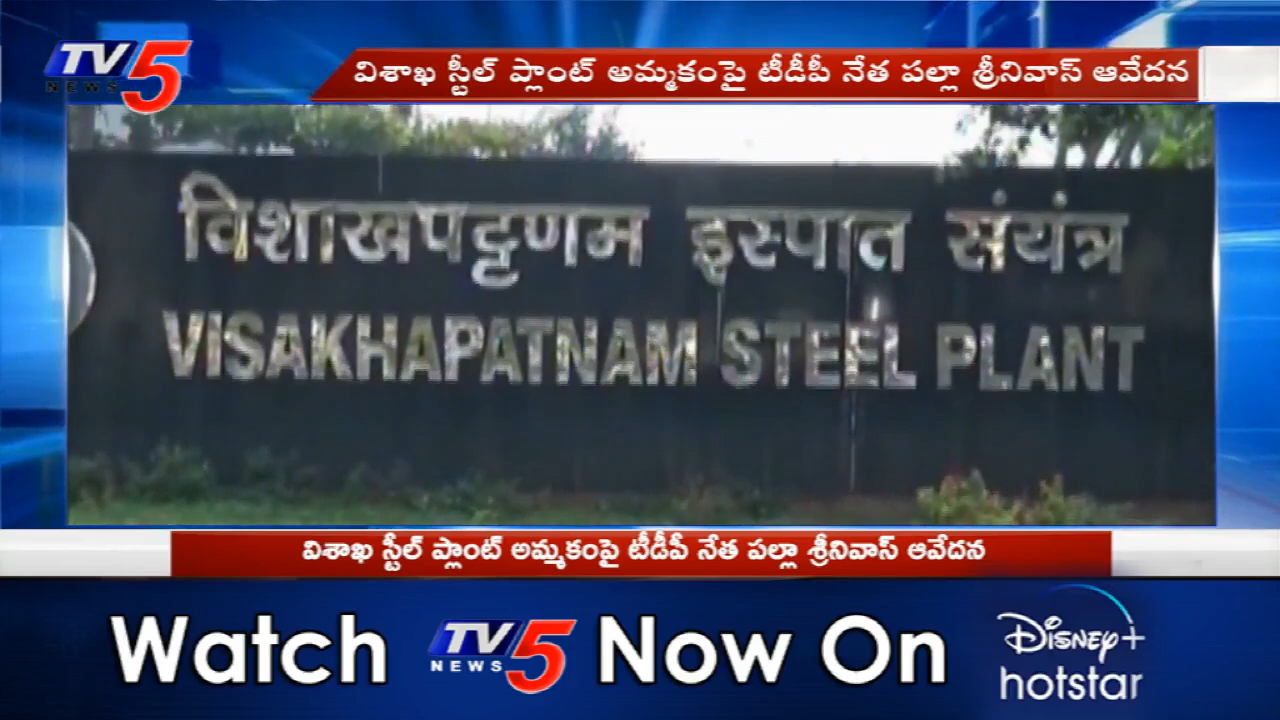 TV5
NEWS
విశాఖ స్టీల్ ప్లాంట్ అమ్మకంపై టీడీపీ నేత పల్లా శ్రీనివాస్ ఆవేదన
विशाखपट्टणम इस्पात संयंत्र
VISAKHAPATNAM STEEL PLANT
విశాఖ స్టీల్ ప్లాంట్ అమ్మకంపై టీడీపీ నేత పల్లా శ్రీనివాస్ ఆవేదన
Watch TV5 NEWS Now On Disney+ hotstar